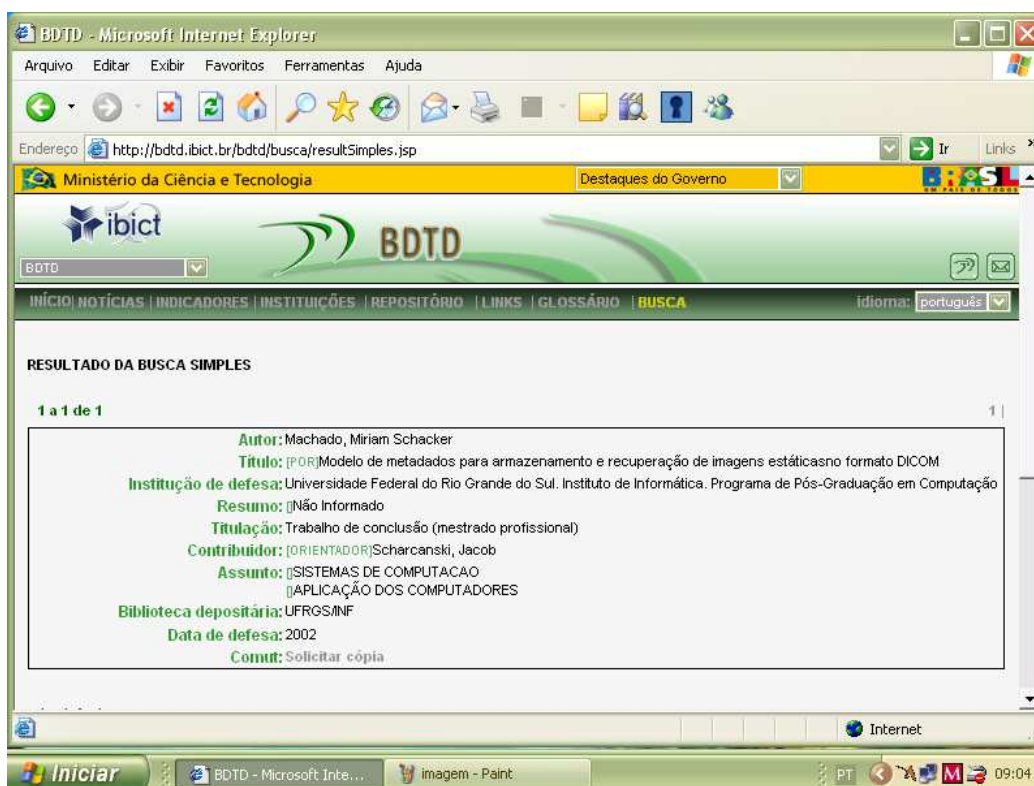 BDTD - Microsoft Internet Explorer
Arquivo Editar Exibir Favoritos Ferramentas Ajuda
Endereço http://bdtd.ibict.br/bdtd/busca/resultSimples.jsp Ir Links
Ministério da Ciência e Tecnologia Destaques do Governo BRASIL
UM PAÍS DE TODOS
ibict BDTD
BDTD
INÍCIO| NOTÍCIAS | INDICADORES | INSTITUIÇÕES | REPOSITÓRIO | LINKS | GLOSSÁRIO | BUSCA idioma: português
RESULTADO DA BUSCA SIMPLES
1 a 1 de 1 1 |
Autor: Machado, Miriam Schacker
Título: [POR]Modelo de metadados para armazenamento e recuperação de imagens estáticasno formato DICOM
Institução de defesa: Universidade Federal do Rio Grande do Sul. Instituto de Informática. Programa de Pós-Graduação em Computação
Resumo: []Não Informado
Titulação: Trabalho de conclusão (mestrado profissional)
Contribuidor: [ORIENTADOR]Scharcanski, Jacob
Assunto: []SISTEMAS DE COMPUTACAO
[]APLICAÇÃO DOS COMPUTADORES
Biblioteca depositária: UFRGS/INF
Data de defesa: 2002
Comut: Solicitar cópia
Internet
Iniciar BDTD - Microsoft Inte... imagem - Paint PT M 09:04